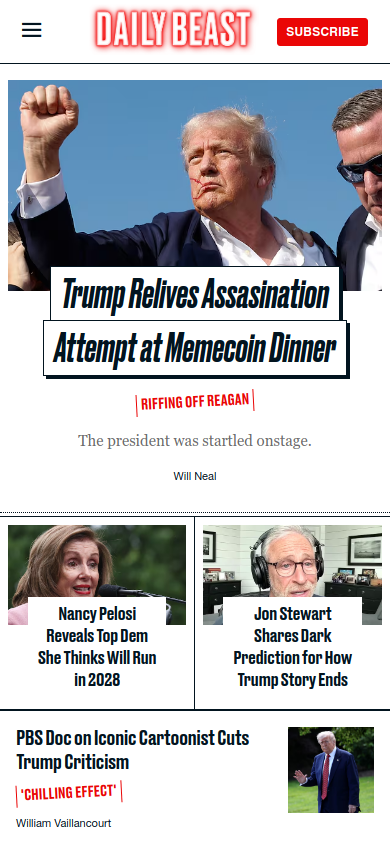 DAILY BEAST
SUBSCRIBE
Trump Relives Assasination
Attempt at Memecoin Dinner
RIFFING OFF REAGAN
The president was startled onstage.
Will Neal
Nancy Pelosi
Reveals Top Dem
She Thinks Will Run
in 2028
Jon Stewart
Shares Dark
Prediction for How
Trump Story Ends
PBS Doc on Iconic Cartoonist Cuts
Trump Criticism
'CHILLING EFFECT'
William Vaillancourt